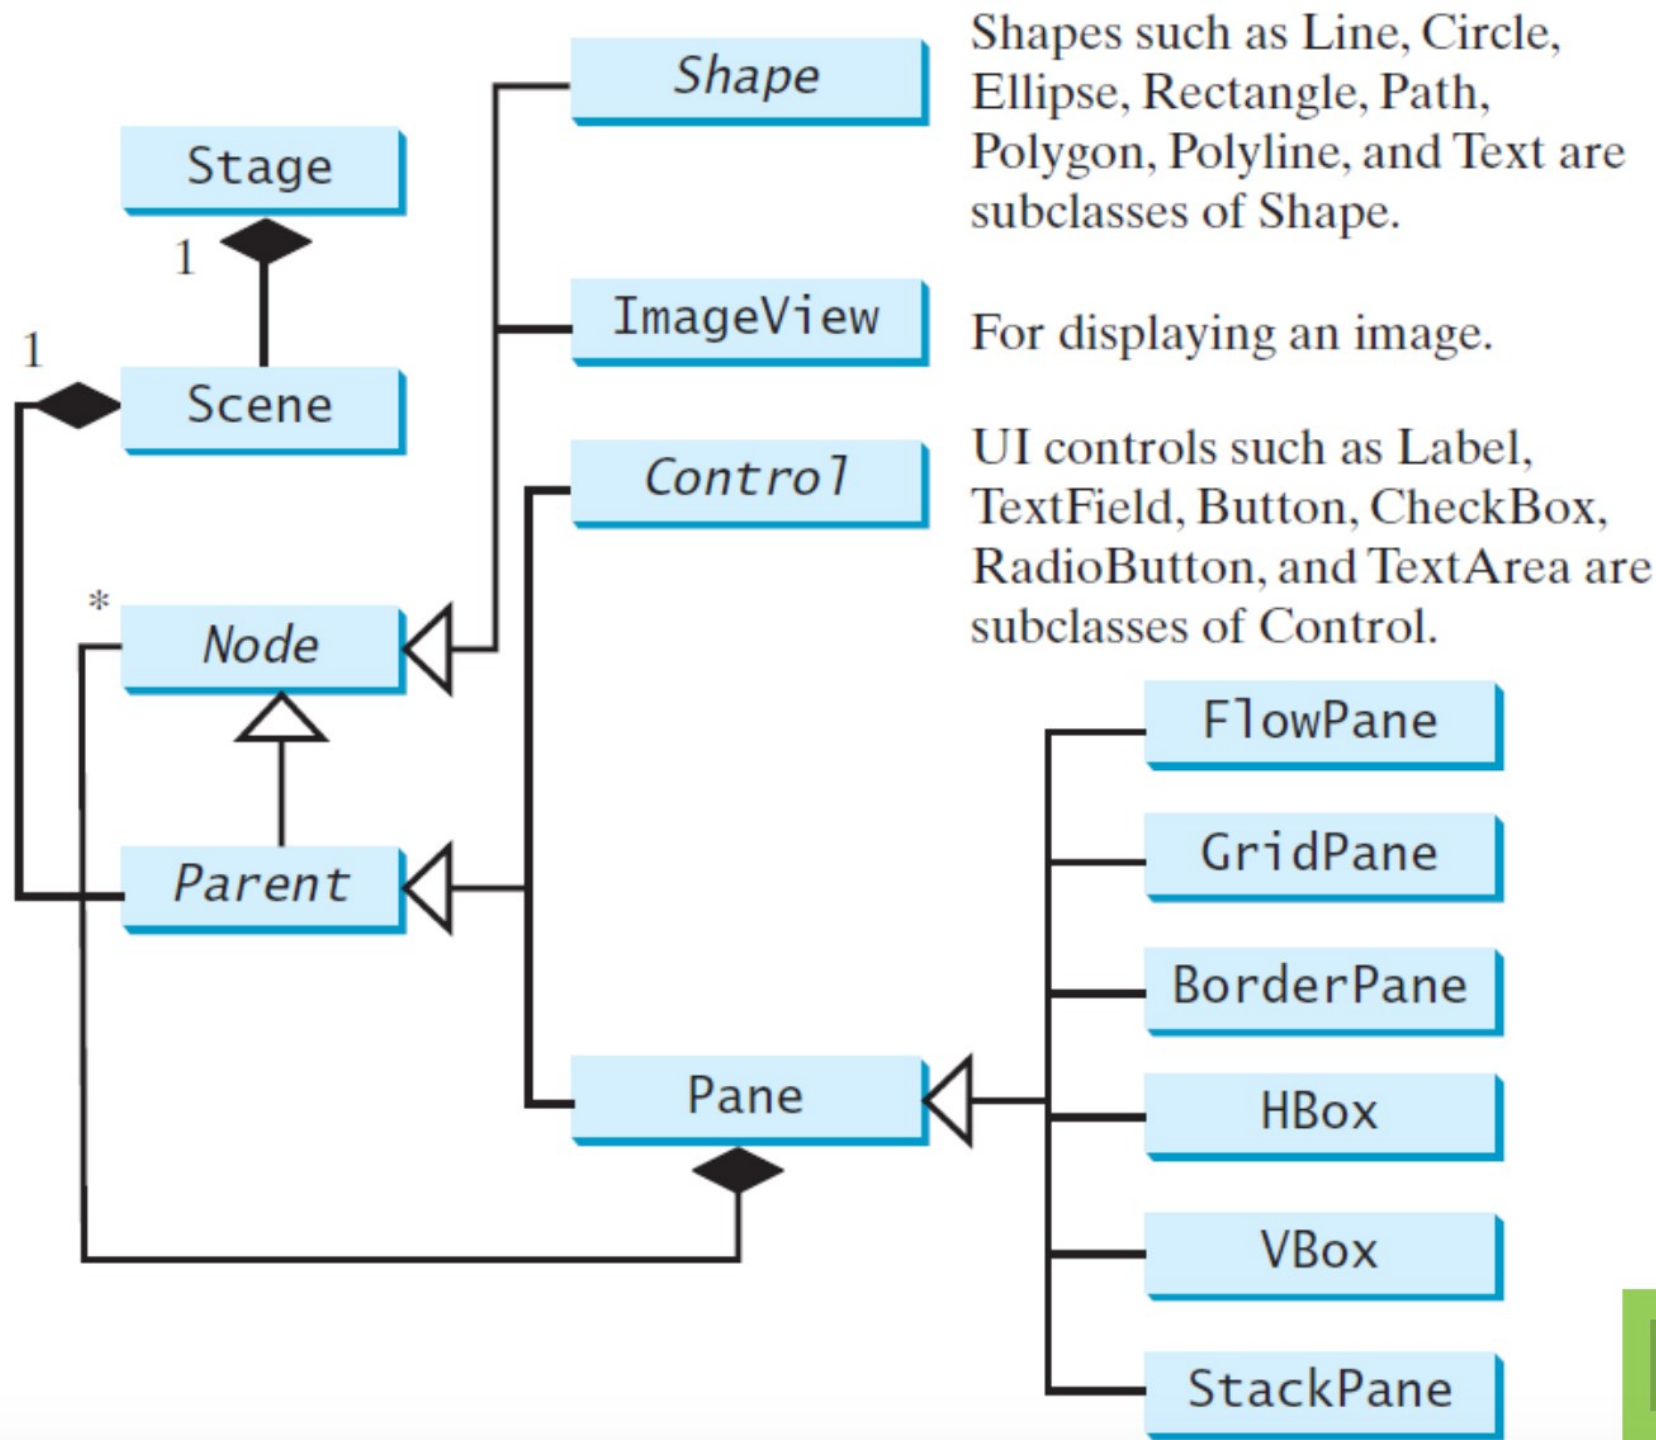 Shape
Shapes such as Line, Circle,
Ellipse, Rectangle, Path,
Polygon, Polyline, and Text are
subclasses of Shape.
Stage
1
ImageView
For displaying an image.
1
Scene
Control
UI controls such as Label,
TextField, Button, CheckBox,
RadioButton, and TextArea are
subclasses of Control.
*
Node
FlowPane
GridPane
Parent
BorderPane
Pane
HBox
VBox
StackPane